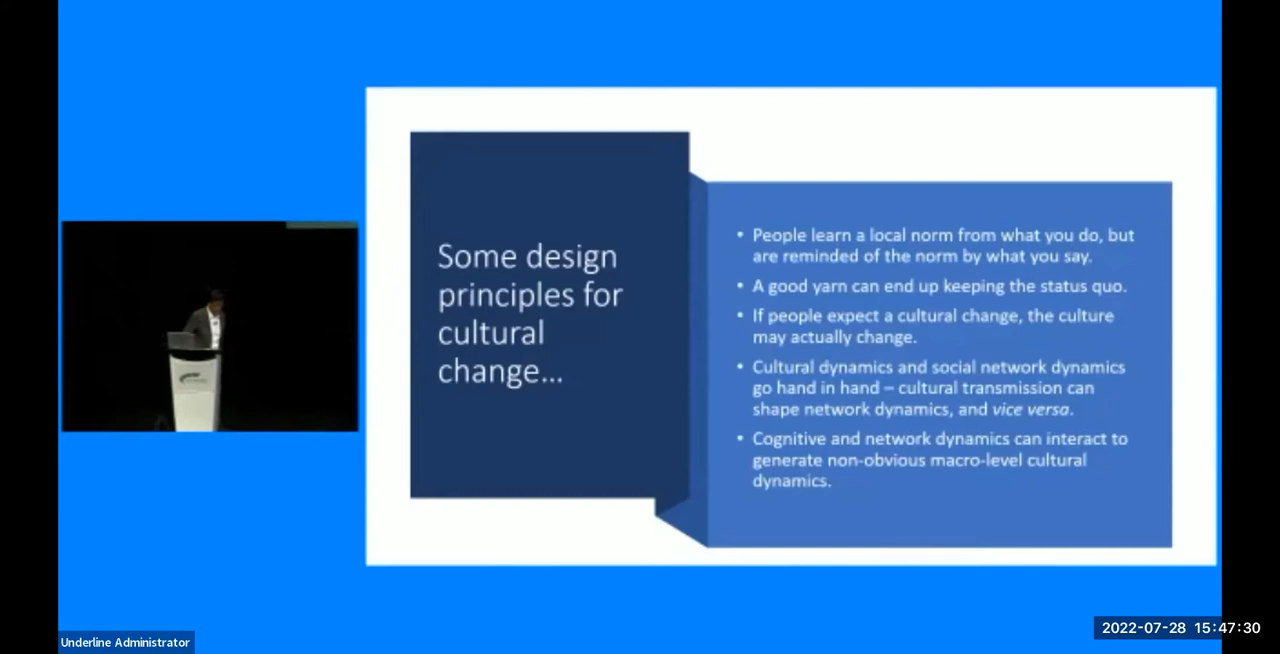 Some design
principles for
cultural
change...
• People learn a local norm from what you do, but
are reminded of the norm by what you say.
• A good yarn can end up keeping the status quo.
• If people expect a cultural change, the culture
may actually change.
• Cultural dynamics and social network dynamics
go hand in hand – cultural transmission can
shape network dynamics, and vice versa.
• Cognitive and network dynamics can interact to
generate non-obvious macro-level cultural
dynamics.
Underline Administrator
2022-07-28 15:47:30